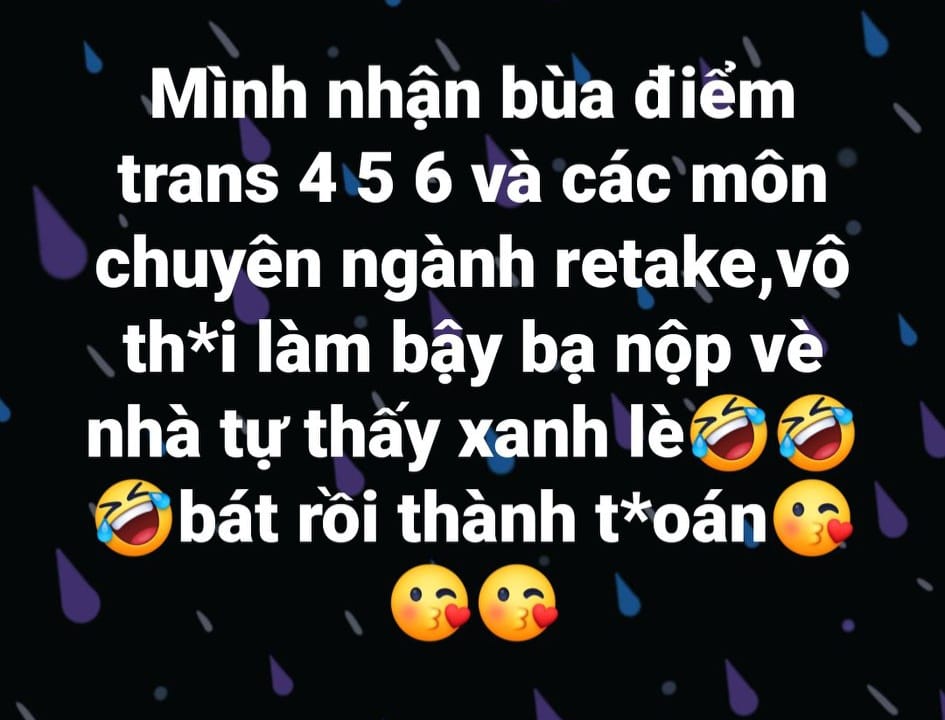 Mình nhận bùa điểm
trans 4 5 6 và các môn
chuyên ngành retake,vô
th*i làm bậy bạ nộp vè
nhà tự thấy xanh lè🤣🤣
🤣bát rồi thành t*oán😘
😘😘